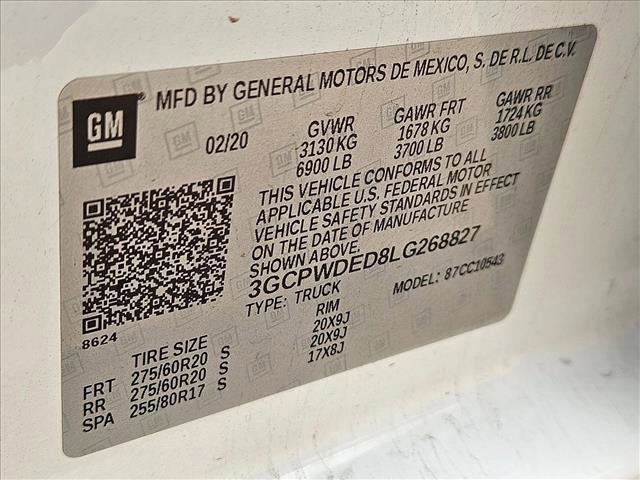 GM ® MFD BY GENERAL MOTORS DE MEXICO, S. DE R.L. DE C.V.
02/20 GVWR GAWR FRT GAWR RR
3130 KG 1678 KG 1724 KG
6900 LB 3700 LB 3800 LB
THIS VEHICLE CONFORMS TO ALL
APPLICABLE U.S. FEDERAL MOTOR
VEHICLE SAFETY STANDARDS IN EFFECT
ON THE DATE OF MANUFACTURE
SHOWN ABOVE.
3GCPWDED8LG268827
TYPE: TRUCK MODEL: 87CC10543
8624
TIRE SIZE RIM
FRT 275/60R20 S 20X9J
RR 275/60R20 S 20X9J
SPA 255/80R17 S 17X8J